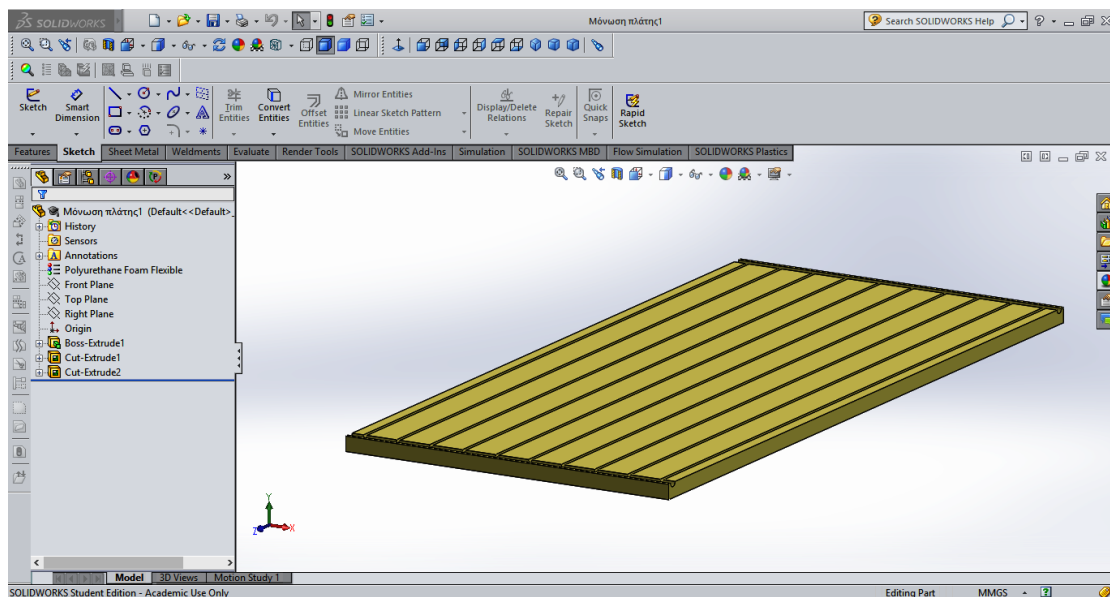 SOLIDWORKS
Μόνωση πλάτης1
Search SOLIDWORKS Help
Sketch
Smart Dimension
Trim Entities
Convert Entities
Offset Entities
Mirror Entities
Linear Sketch Pattern
Move Entities
Display/Delete Relations
Repair Sketch
Quick Snaps
Rapid Sketch
Features Sketch Sheet Metal Weldments Evaluate Render Tools SOLIDWORKS Add-Ins Simulation SOLIDWORKS MBD Flow Simulation SOLIDWORKS Plastics
Μόνωση πλάτης1 (Default<<Default>_
History
Sensors
Annotations
Polyurethane Foam Flexible
Front Plane
Top Plane
Right Plane
Origin
Boss-Extrude1
Cut-Extrude1
Cut-Extrude2
Y
Z X
Model 3D Views Motion Study 1
SOLIDWORKS Student Edition - Academic Use Only Editing Part MMGS